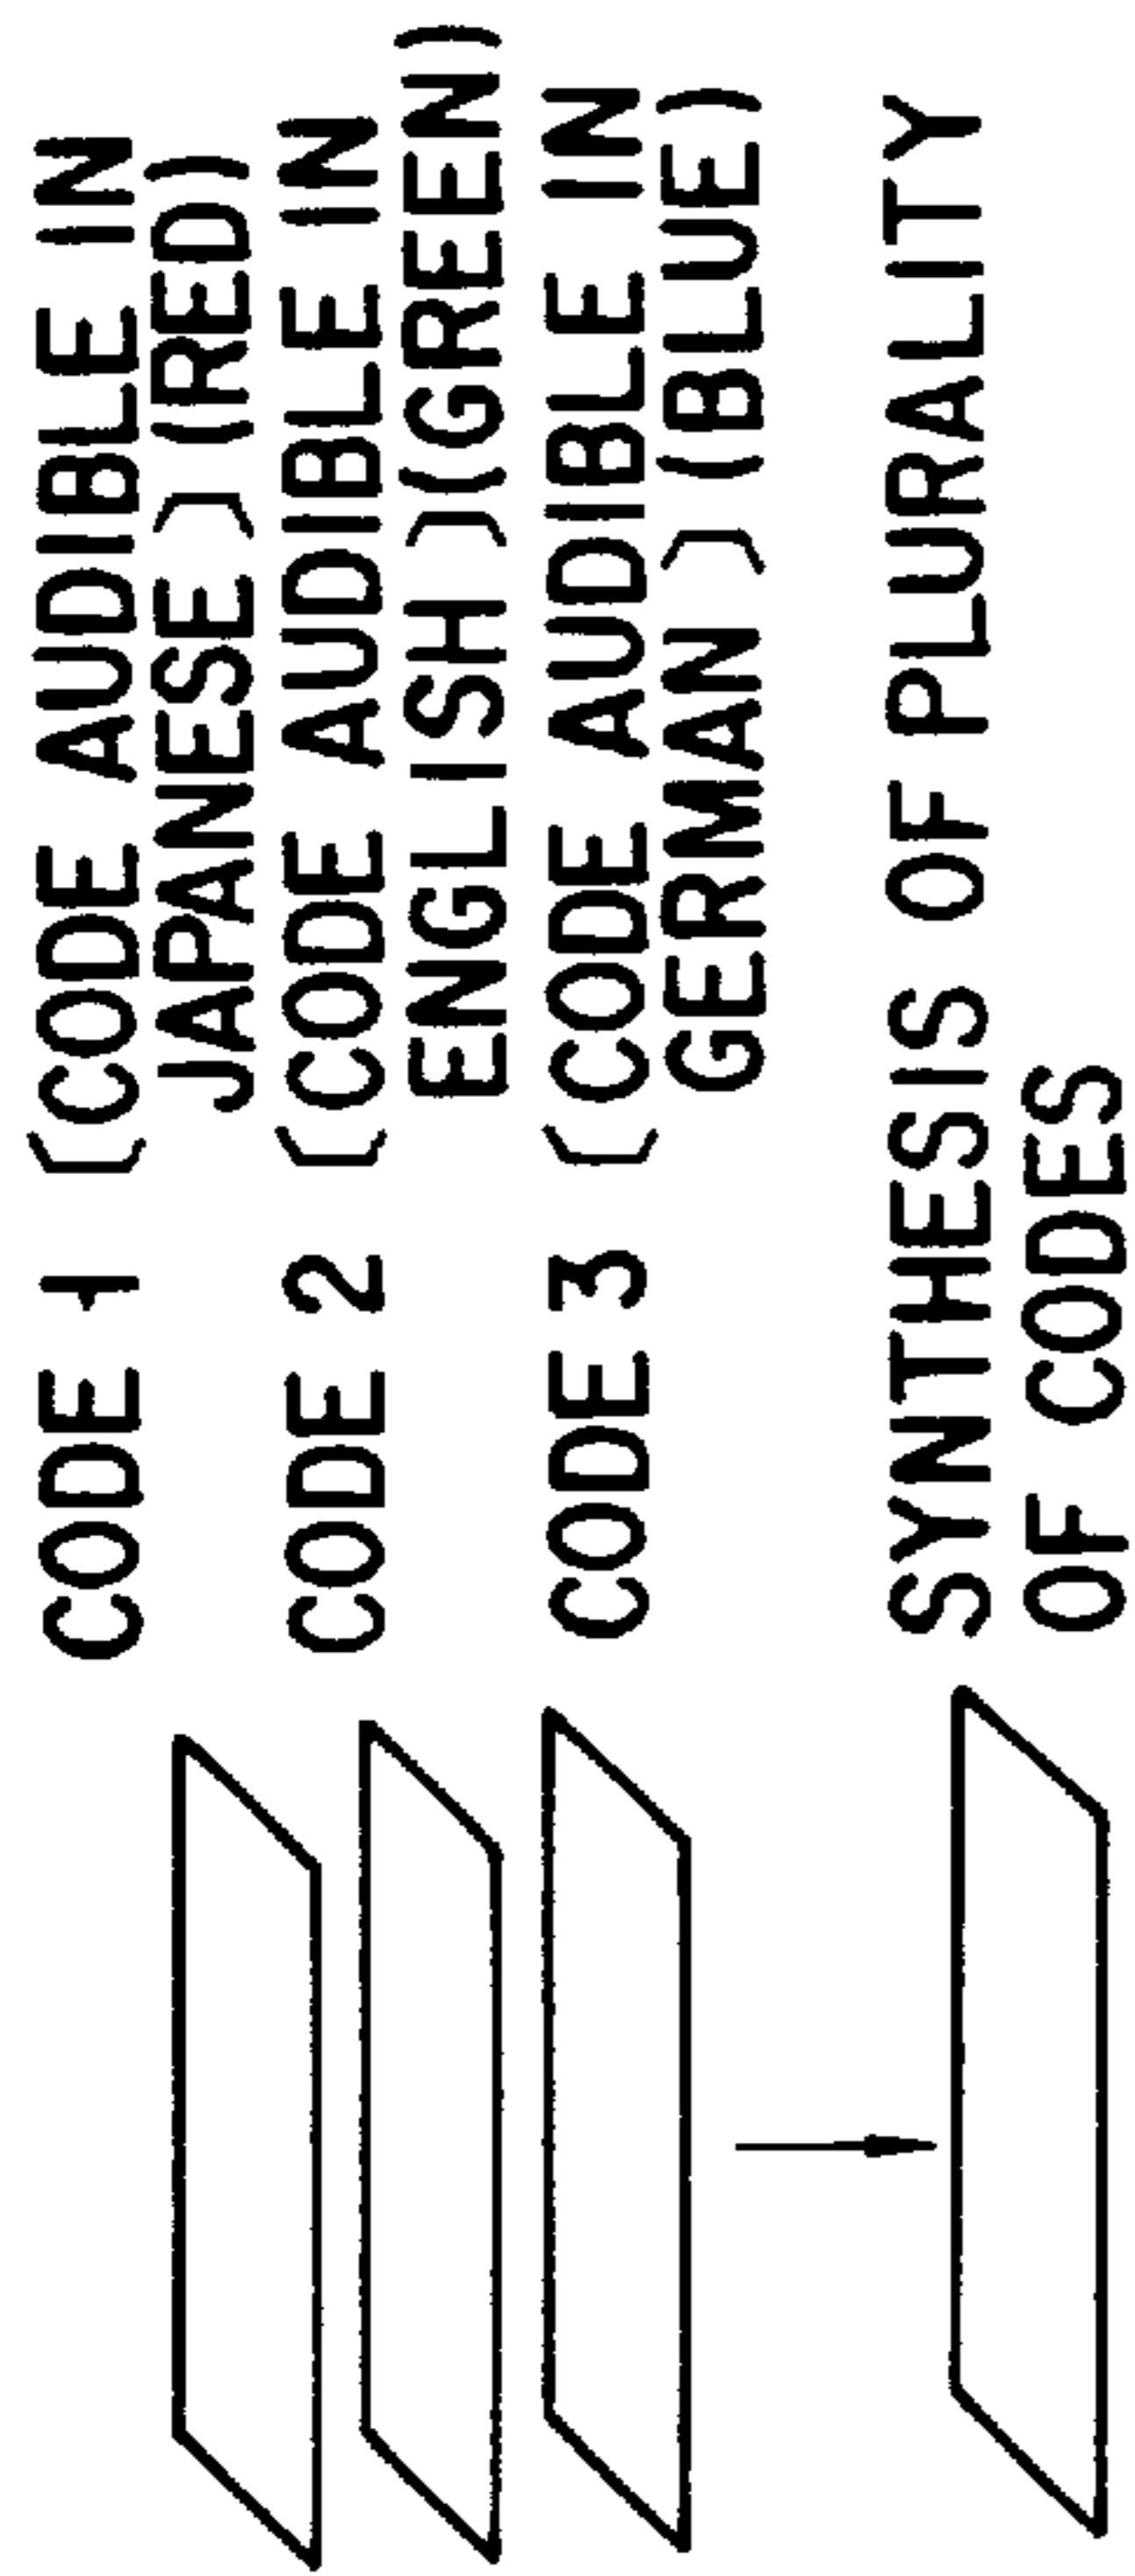 CODE 1 [(CODE AUDIBLE IN
JAPANESE)] (RED)
CODE 2 [(CODE AUDIBLE IN
ENGLISH)] (GREEN)
CODE 3 [(CODE AUDIBLE IN
GERMAN)] (BLUE)
SYNTHESIS OF PLURALITY
OF CODES